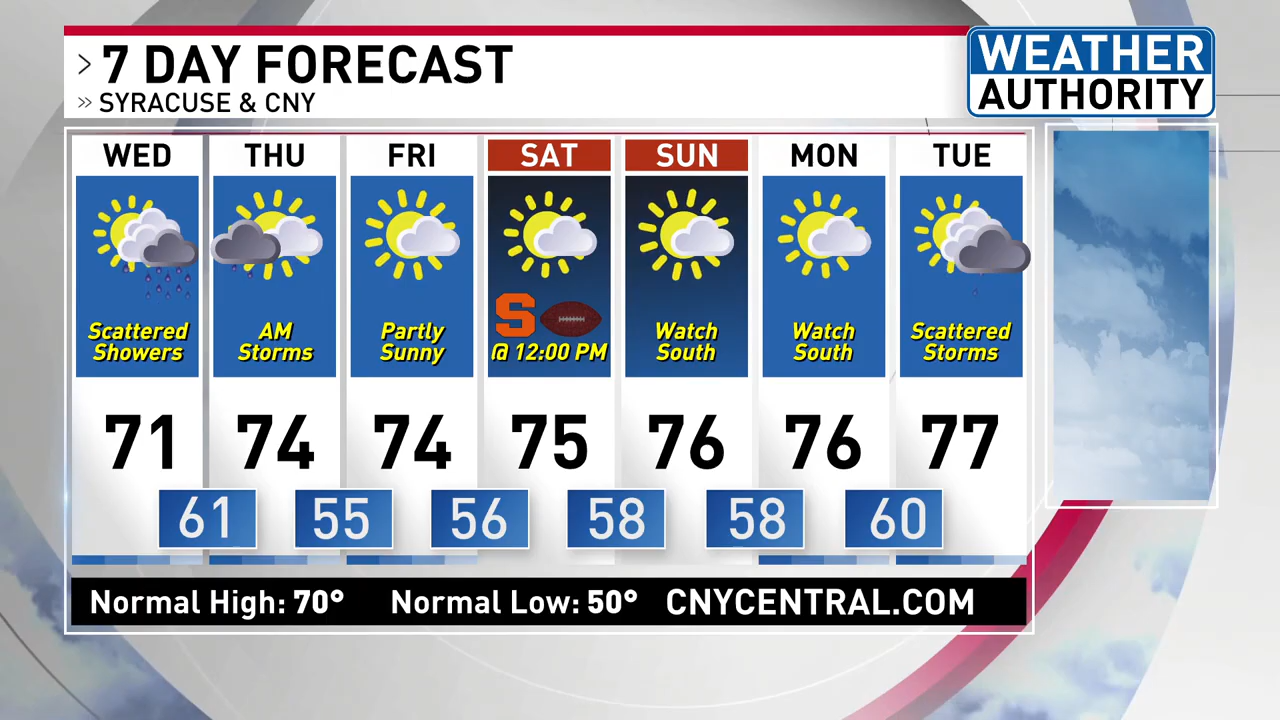 > 7 DAY FORECAST
» SYRACUSE & CNY
WEATHER
AUTHORITY
WED THU FRI SAT SUN MON TUE
S
Scattered Showers
AM Storms
Partly Sunny
@ 12:00 PM
Watch South
Watch South
Scattered Storms
71 74 74 75 76 76 77
61 55 56 58 58 60
Normal High: 70° Normal Low: 50° CNYCENTRAL.COM